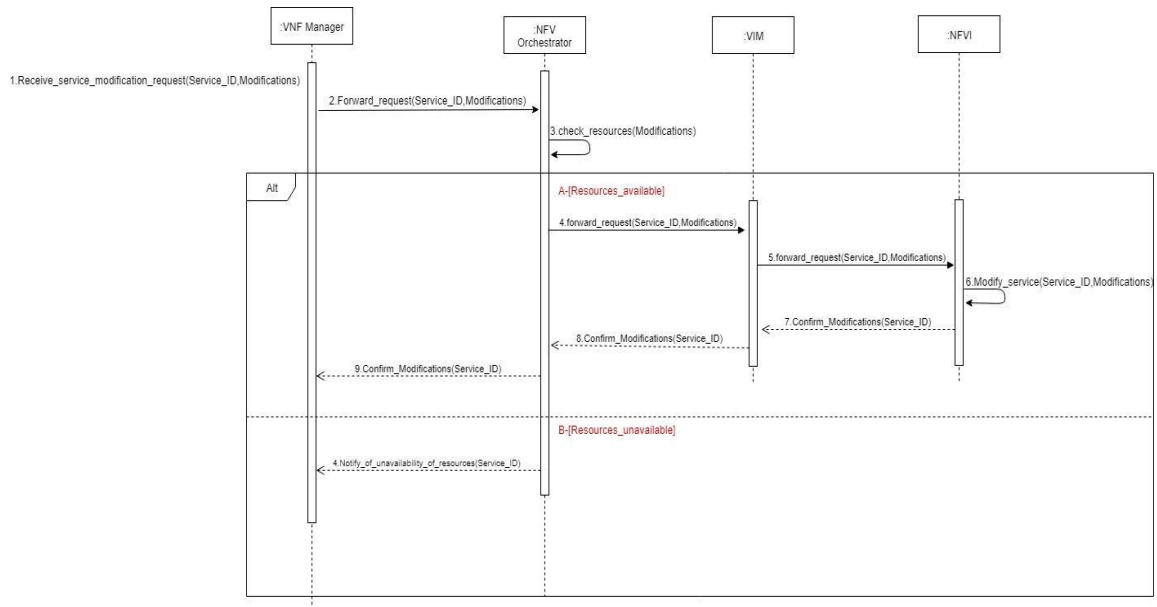 :VNF Manager
:NFV
Orchestrator
:VIM
:NFVI
1.Receive_service_modification_request(Service_ID,Modifications)
2.Forward_request(Service_ID,Modifications)
3.check_resources(Modifications)
Alt
A-[Resources_available]
4.forward_request(Service_ID,Modifications)
5.forward_request(Service_ID,Modifications)
6.Modify_service(Service_ID,Modifications)
7.Confirm_Modifications(Service_ID)
8.Confirm_Modifications(Service_ID)
9.Confirm_Modifications(Service_ID)
B-[Resources_unavailable]
4.Notify_of_unavailability_of_resources(Service_ID)